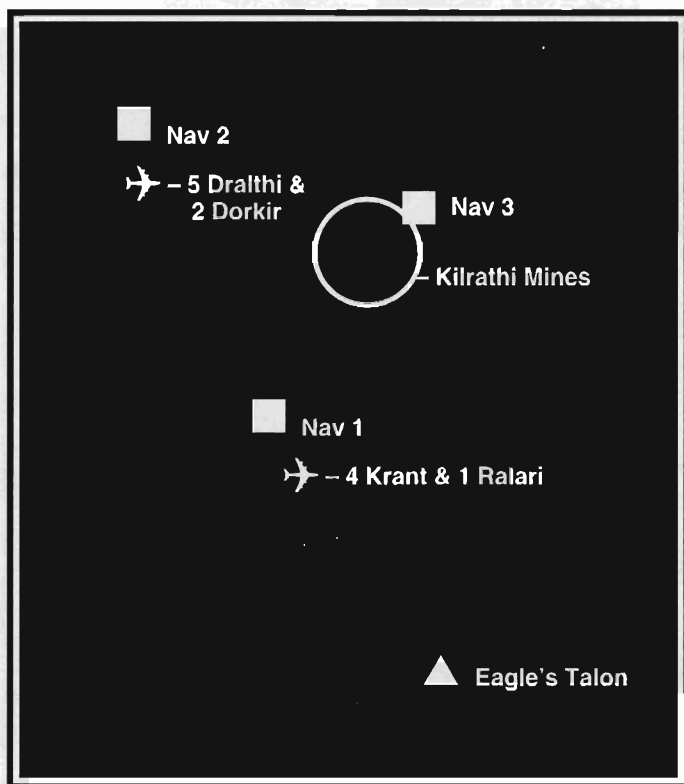 Nav 2
– 5 Dralthi &
2 Dorkir
Nav 3
– Kilrathi Mines
Nav 1
– 4 Krant & 1 Ralari
Eagle's Talon